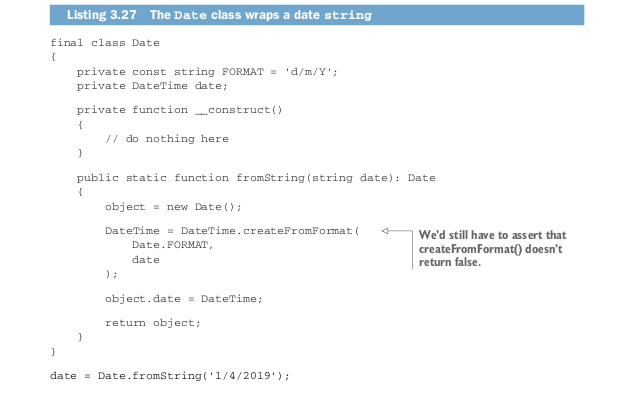 Listing 3.27 The Date class wraps a date string
final class Date
{
    private const string FORMAT = 'd/m/Y';
    private DateTime date;
    private function __construct()
    {
        // do nothing here
    }
    public static function fromString(string date): Date
    {
        object = new Date();
        DateTime = DateTime.createFromFormat(
            Date.FORMAT,
            date
        );
        object.date = DateTime;
        return object;
    }
}
date = Date.fromString('1/4/2019');
We'd still have to assert that
createFromFormat() doesn't
return false.